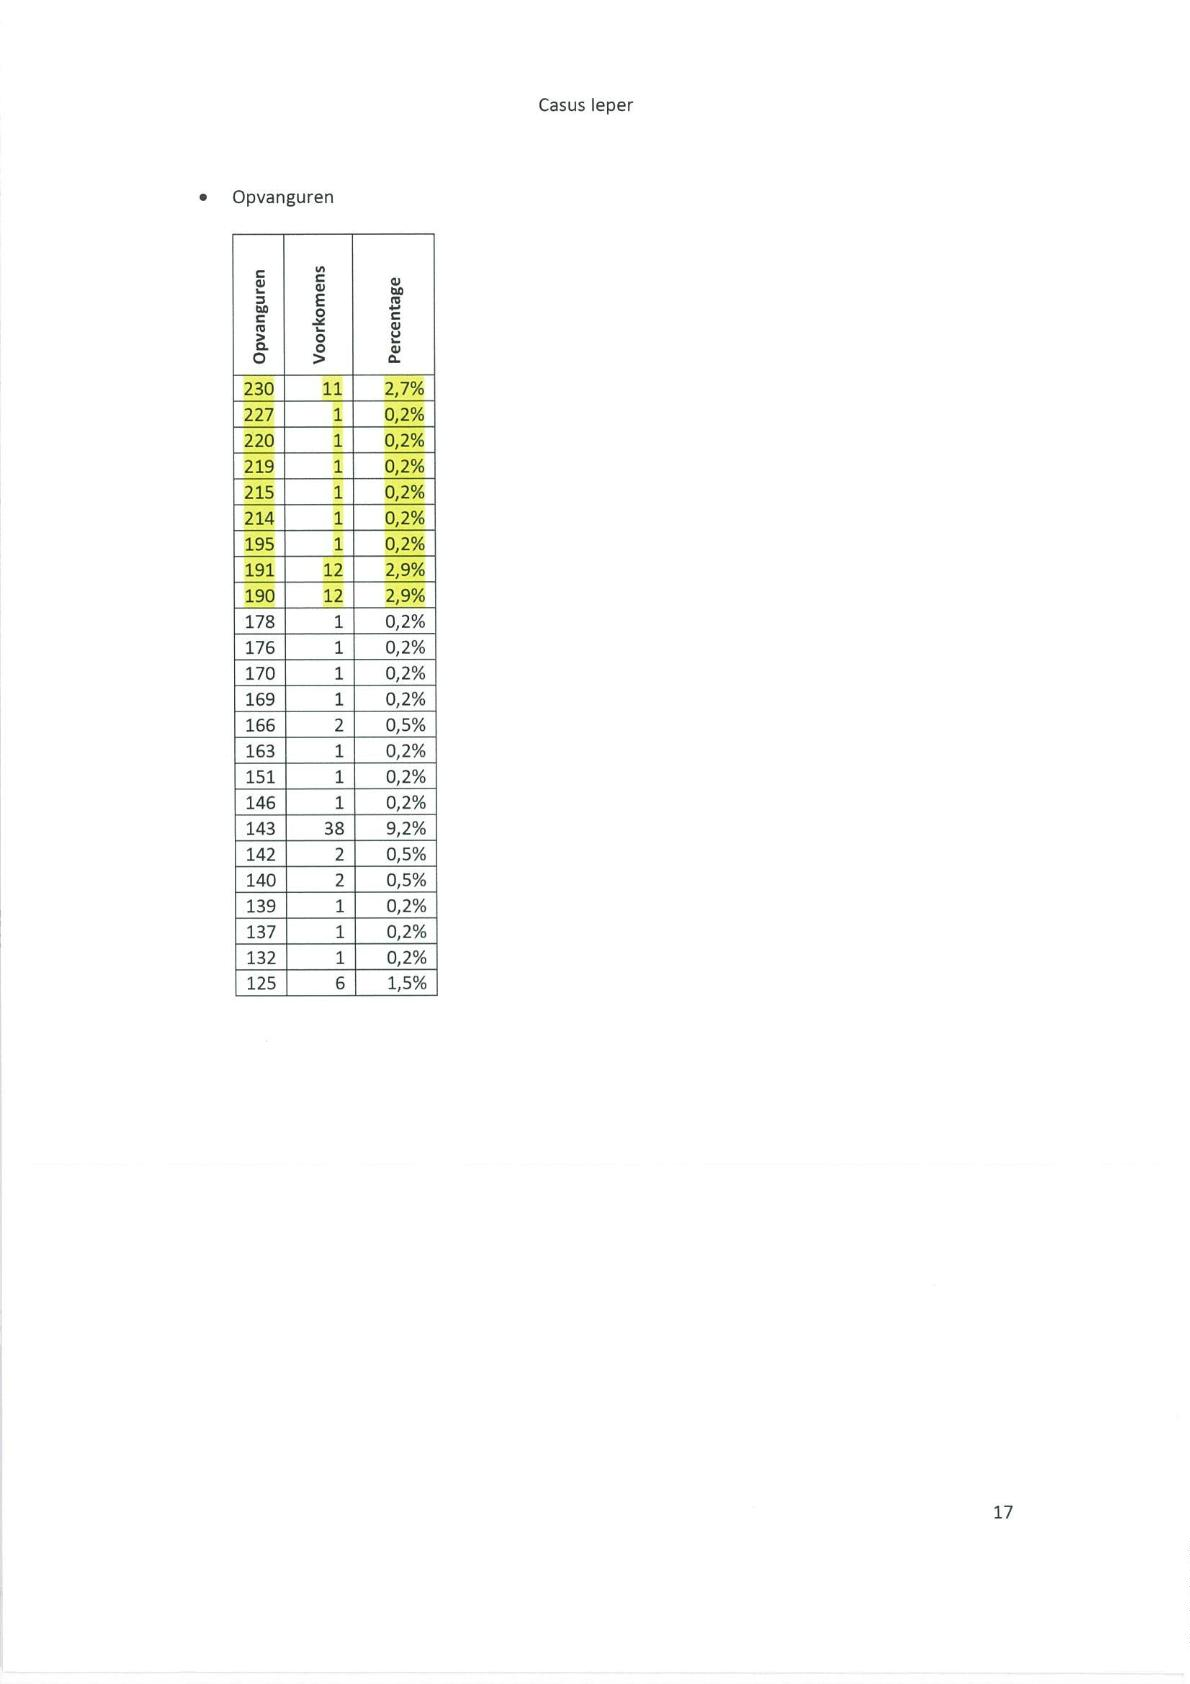 Casus Ieper
• Opvanguren
Opvanguren Voorkomens Percentage
230 11 2,7%
227 1 0,2%
220 1 0,2%
219 1 0,2%
215 1 0,2%
214 1 0,2%
195 1 0,2%
191 12 2,9%
190 12 2,9%
178 1 0,2%
176 1 0,2%
170 1 0,2%
169 1 0,2%
166 2 0,5%
163 1 0,2%
151 1 0,2%
146 1 0,2%
143 38 9,2%
142 2 0,5%
140 2 0,5%
139 1 0,2%
137 1 0,2%
132 1 0,2%
125 6 1,5%
17